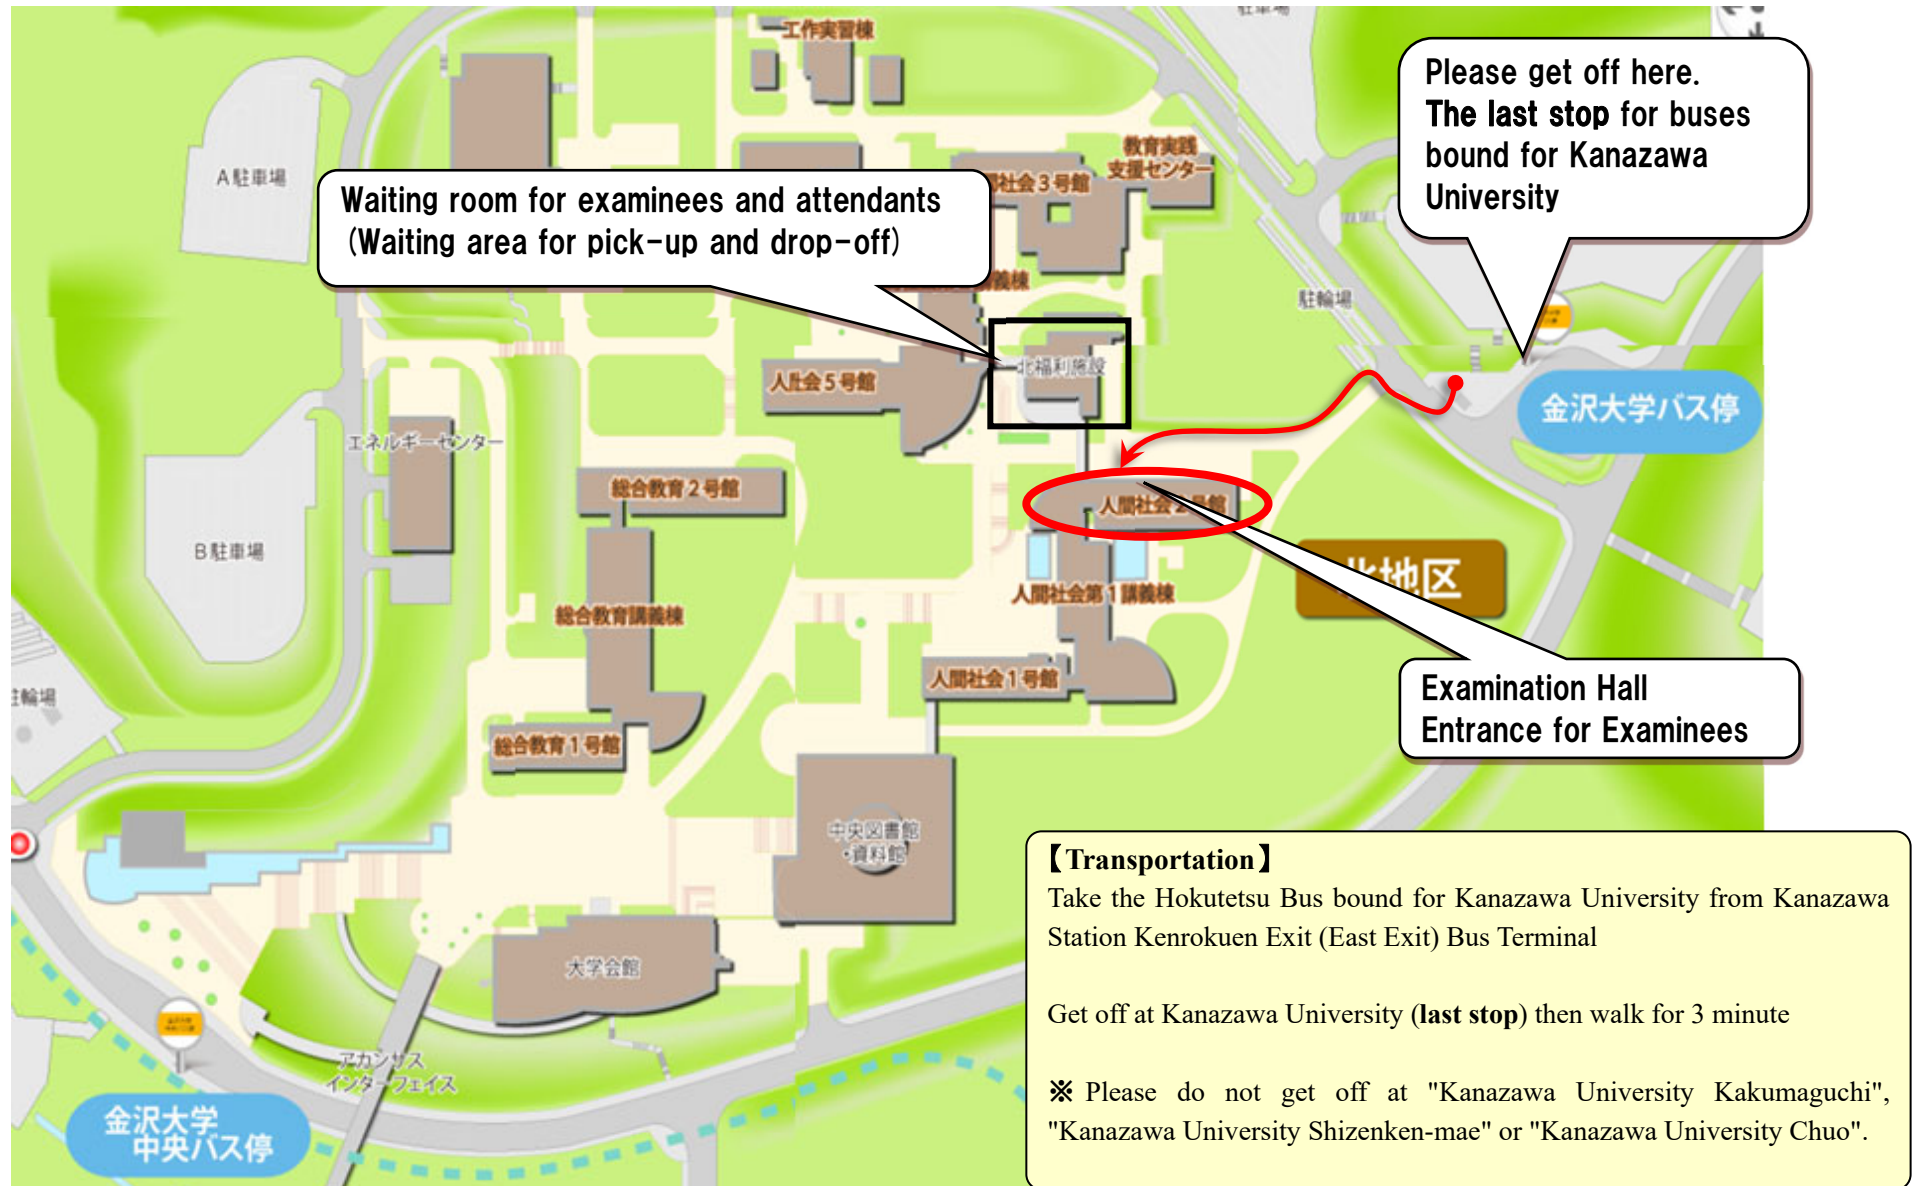 工作実習棟
Please get off here.
The last stop for buses
bound for Kanazawa
University
教育実践
支援センター
A駐車場
社会3号館
Waiting room for examinees and attendants
(Waiting area for pick-up and drop-off)
義棟
駐輪場
北福利施設
人社会5号館
金沢大学バス停
エネルギーセンター
総合教育2号館
人間社会2号館
B駐車場
北地区
人間社会第1講義棟
総合教育講義棟
人間社会1号館
Examination Hall
Entrance for Examinees
駐輪場
総合教育1号館
中央図書館
・資料館
【Transportation】
Take the Hokutetsu Bus bound for Kanazawa University from Kanazawa
Station Kenrokuen Exit (East Exit) Bus Terminal
Get off at Kanazawa University (last stop) then walk for 3 minute
※ Please do not get off at "Kanazawa University Kakumaguchi",
"Kanazawa University Shizenken-mae" or "Kanazawa University Chuo".
大学会館
アカンサス
インターフェイス
金沢大学
中央バス停